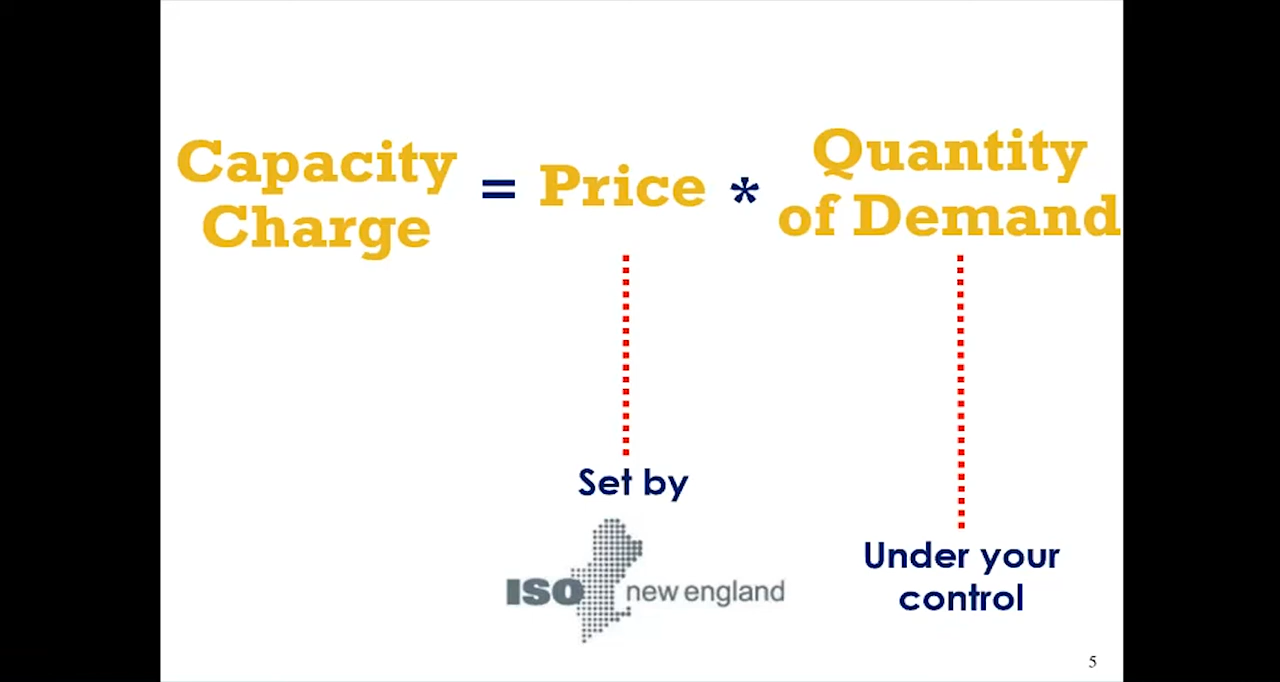 Capacity
Charge
= Price *
Quantity
of Demand
Set by
ISO new england
Under your
control
5